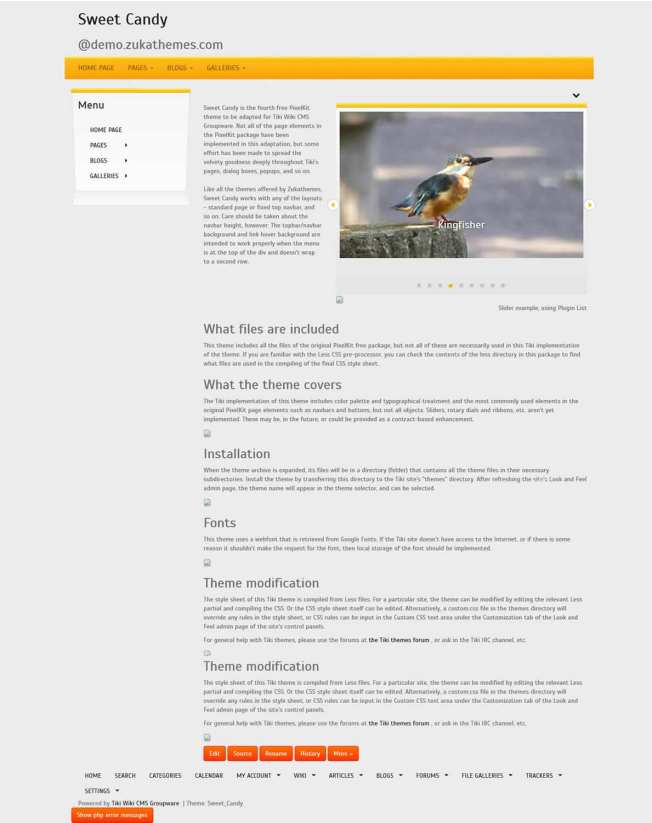 Sweet Candy
@demo.zukathemes.com
HOME PAGE PAGES BLOGS GALLERIES
Menu
HOME PAGE
PAGES
BLOGS
GALLERIES
Sweet Candy is the fourth free PixelKit
theme to be adapted for Tiki Wiki CMS
Groupware. Not all of the page elements in
the PixelKit package have been
implemented in this adaptation, but some
effort has been made to spread the
velvety goodness deeply throughout Tiki's
pages, dialog boxes, popups, and so on.
Like all the themes offered by Zukathemes,
Sweet Candy works with any of the layouts
- standard page or fixed top navbar, and
so on. Care should be taken about the
navbar height, however. The topbar/navbar
background and link hover background are
intended to work properly when the menu
is at the top of the div and doesn't wrap
to a second row.
Kingfisher
Slider example, using Plugin List.
What files are included
This theme includes all the files of the original PixelKit free package, but not all of these are necessarily used in this Tiki implementation
of the theme. If you are familiar with the Less CSS pre-processor, you can check the contents of the less directory in this package to find
what files are used in the compiling of the final CSS style sheet.
What the theme covers
The Tiki implementation of this theme includes color palette and typographical treatment and the most commonly used elements in the
original PixelKit page elements such as navbars and buttons, but not all objects. Sliders, rotary dials and ribbons, etc. aren't yet
implemented. These may be, in the future, or could be provided as a contract-based enhancement.
Installation
When the theme archive is expanded, its files will be in a directory (folder) that contains all the theme files in their necessary
subdirectories. Install the theme by transferring this directory to the Tiki site's "themes" directory. After refreshing the site's Look and Feel
admin page, the theme name will appear in the theme selector, and can be selected.
Fonts
This theme uses a webfont that is retrieved from Google Fonts. If the Tiki site doesn't have access to the Internet, or if there is some
reason it shouldn't make the request for the font, then local storage of the font should be implemented.
Theme modification
The style sheet of this Tiki theme is compiled from Less files. For a particular site, the theme can be modified by editing the relevant Less
partial and compiling the CSS. Or the CSS style sheet itself can be edited. Alternatively, a custom.css file in the themes directory will
override any rules in the style sheet, or CSS rules can be input in the Custom CSS text area under the Customization tab of the Look and
Feel admin page of the site's control panels.
For general help with Tiki themes, please use the forums at the Tiki themes forum , or ask in the Tiki IRC channel, etc.
Theme modification
The style sheet of this Tiki theme is compiled from Less files. For a particular site, the theme can be modified by editing the relevant Less
partial and compiling the CSS. Or the CSS style sheet itself can be edited. Alternatively, a custom.css file in the themes directory will
override any rules in the style sheet, or CSS rules can be input in the Custom CSS text area under the Customization tab of the Look and
Feel admin page of the site's control panels.
For general help with Tiki themes, please use the forums at the Tiki themes forum , or ask in the Tiki IRC channel, etc.
Edit Source Rename History More
HOME SEARCH CATEGORIES CALENDAR MY ACCOUNT WIKI ARTICLES BLOGS FORUMS FILE GALLERIES TRACKERS
SETTINGS
Powered by Tiki Wiki CMS Groupware | Theme: Sweet_Candy
Show php error messages